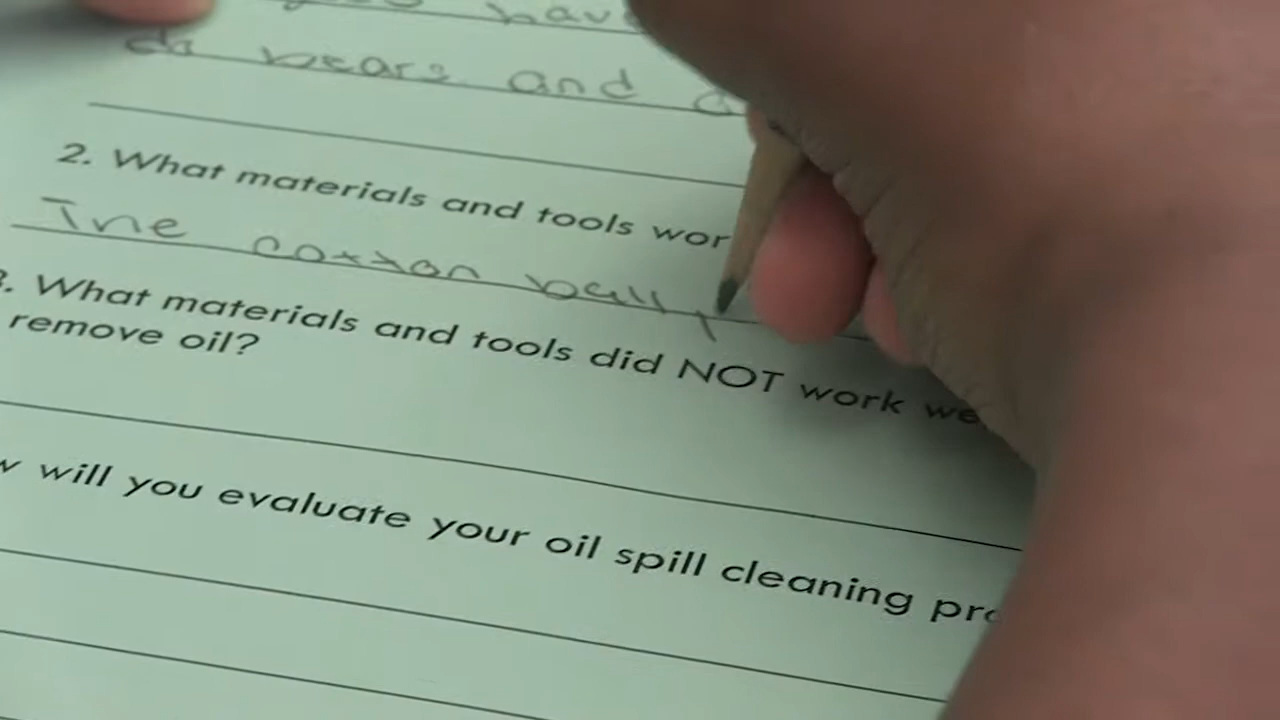 have
bears and
2. What materials and tools wor
The cotton ball,
3. What materials and tools did NOT work we
remove oil?
w will you evaluate your oil spill cleaning pro